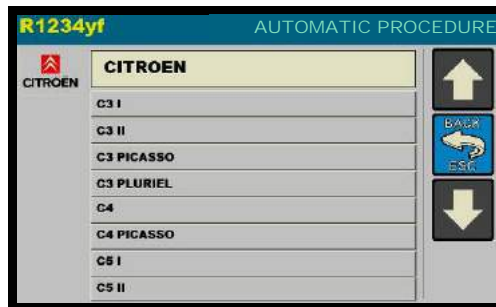 R1234yf AUTOMATIC PROCEDURE
CITROËN
CITROEN
C3 I
C3 II
C3 PICASSO
C3 PLURIEL
C4
C4 PICASSO
C5 I
C5 II
BACK
ESC